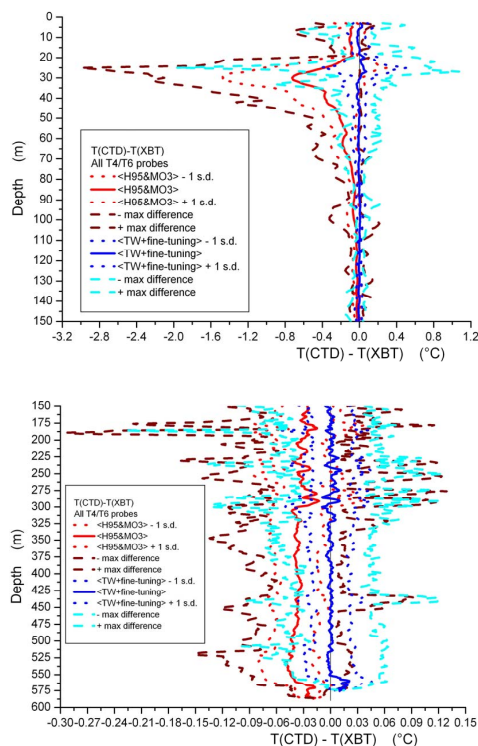 0
10
20
30
40
50
60
70
80
90
100
110
120
130
140
150
Depth (m)
T(CTD)-T(XBT)
All T4/T6 probes
<H95&MO3> - 1 s.d.
<H95&MO3>
<H95&MO3> + 1 s.d.
- max difference
+ max difference
<TW+fine-tuning> - 1 s.d.
<TW+fine-tuning>
<TW+fine-tuning> + 1 s.d.
- max difference
+ max difference
-3.2 -2.8 -2.4 -2.0 -1.6 -1.2 -0.8 -0.4 0.0 0.4 0.8 1.2
T(CTD) - T(XBT) (°C)
150
175
200
225
250
275
300
325
350
375
400
425
450
475
500
525
550
575
600
Depth (m)
T(CTD)-T(XBT)
All T4/T6 probes
<H95&MO3> - 1 s.d.
<H95&MO3>
<H95&MO3> + 1 s.d.
- max difference
+ max difference
<TW+fine-tuning> - 1 s.d.
<TW+fine-tuning>
<TW+fine-tuning> + 1 s.d.
- max difference
+ max difference
-0.30 -0.27 -0.24 -0.21 -0.18 -0.15 -0.12 -0.09 -0.06 -0.03 0.00 0.03 0.06 0.09 0.12 0.15
T(CTD) - T(XBT) (°C)